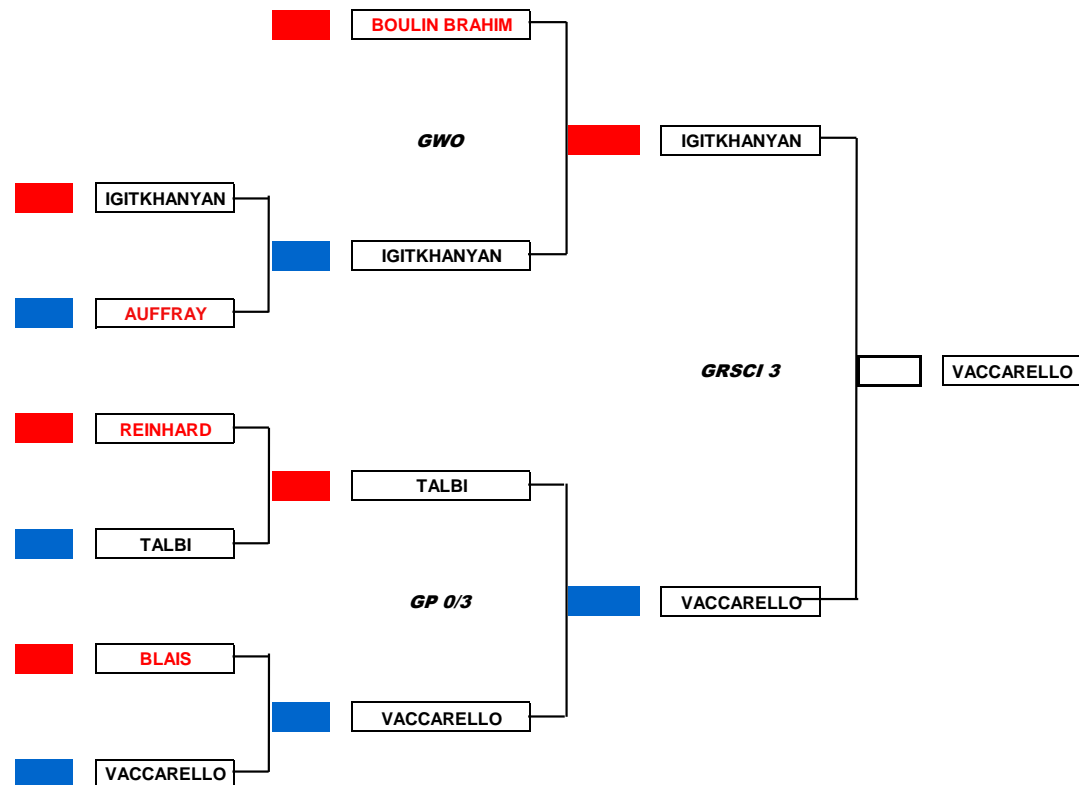 BOULIN BRAHIM
GWO
IGITKHANYAN
IGITKHANYAN
IGITKHANYAN
AUFFRAY
GRSCI 3
VACCARELLO
REINHARD
TALBI
TALBI
GP 0/3
VACCARELLO
BLAIS
VACCARELLO
VACCARELLO